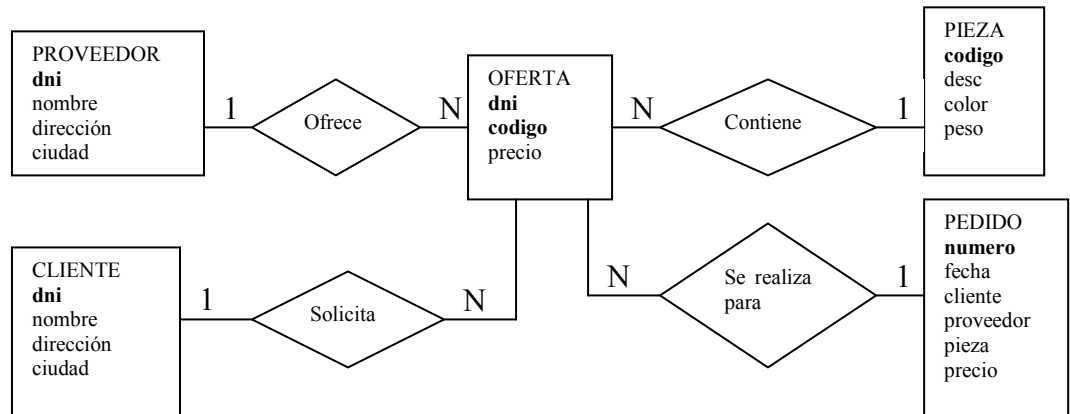 PROVEEDOR
dni
nombre
dirección
ciudad
1
Ofrece
N
OFERTA
dni
codigo
precio
N
Contiene
1
PIEZA
codigo
desc
color
peso
CLIENTE
dni
nombre
dirección
ciudad
1
Solicita
N
N
Se realiza
para
1
PEDIDO
numero
fecha
cliente
proveedor
pieza
precio